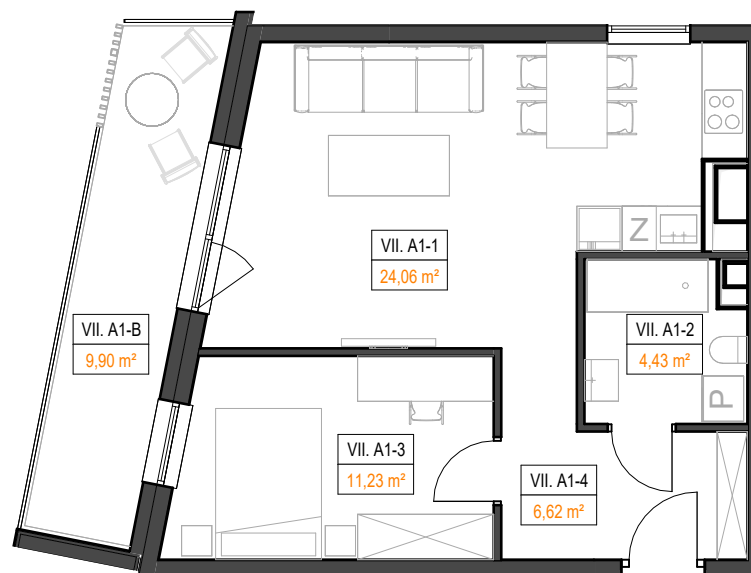 VII. A1-1
24,06 m²
Z
VII. A1-B
9,90 m²
VII. A1-2
4,43 m²
P
VII. A1-3
11,23 m²
VII. A1-4
6,62 m²